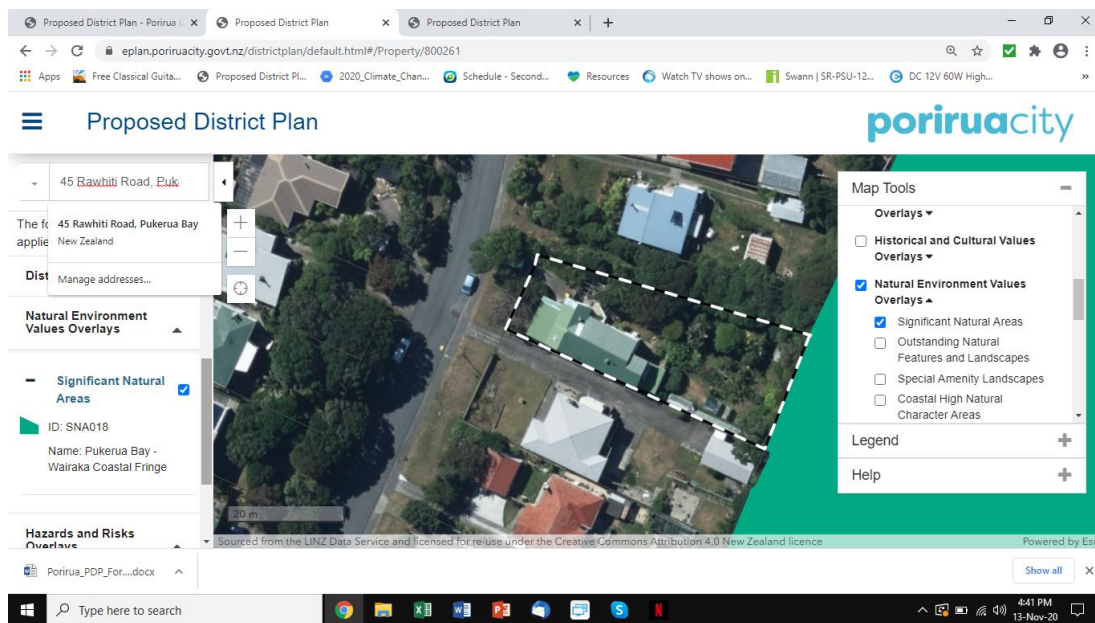 Proposed District Plan - Porirua C
Proposed District Plan
Proposed District Plan
eplan.poriruacity.govt.nz/districtplan/default.html#/Property/800261
Apps
Free Classical Guita...
Proposed District Pl...
2020_Climate_Chan...
Schedule - Second...
Resources
Watch TV shows on...
Swann | SR-PSU-12...
DC 12V 60W High...
»
Proposed District Plan
poriruacity
45 Rawhiti Road, Puk
The fo
applie
45 Rawhiti Road, Pukerua Bay
New Zealand
Manage addresses...
Dist
Natural Environment
Values Overlays
Significant Natural
Areas
ID: SNA018
Name: Pukerua Bay -
Wairaka Coastal Fringe
Hazards and Risks
Overlays
20 m
Sourced from the LINZ Data Service and licensed for re-use under the Creative Commons Attribution 4.0 New Zealand licence
Powered by Esri
Map Tools
Overlays
Historical and Cultural Values
Overlays
Natural Environment Values
Overlays
Significant Natural Areas
Outstanding Natural
Features and Landscapes
Special Amenity Landscapes
Coastal High Natural
Character Areas
Legend
Help
Porirua_PDP_For....docx
Show all
Type here to search
4:41 PM
13-Nov-20